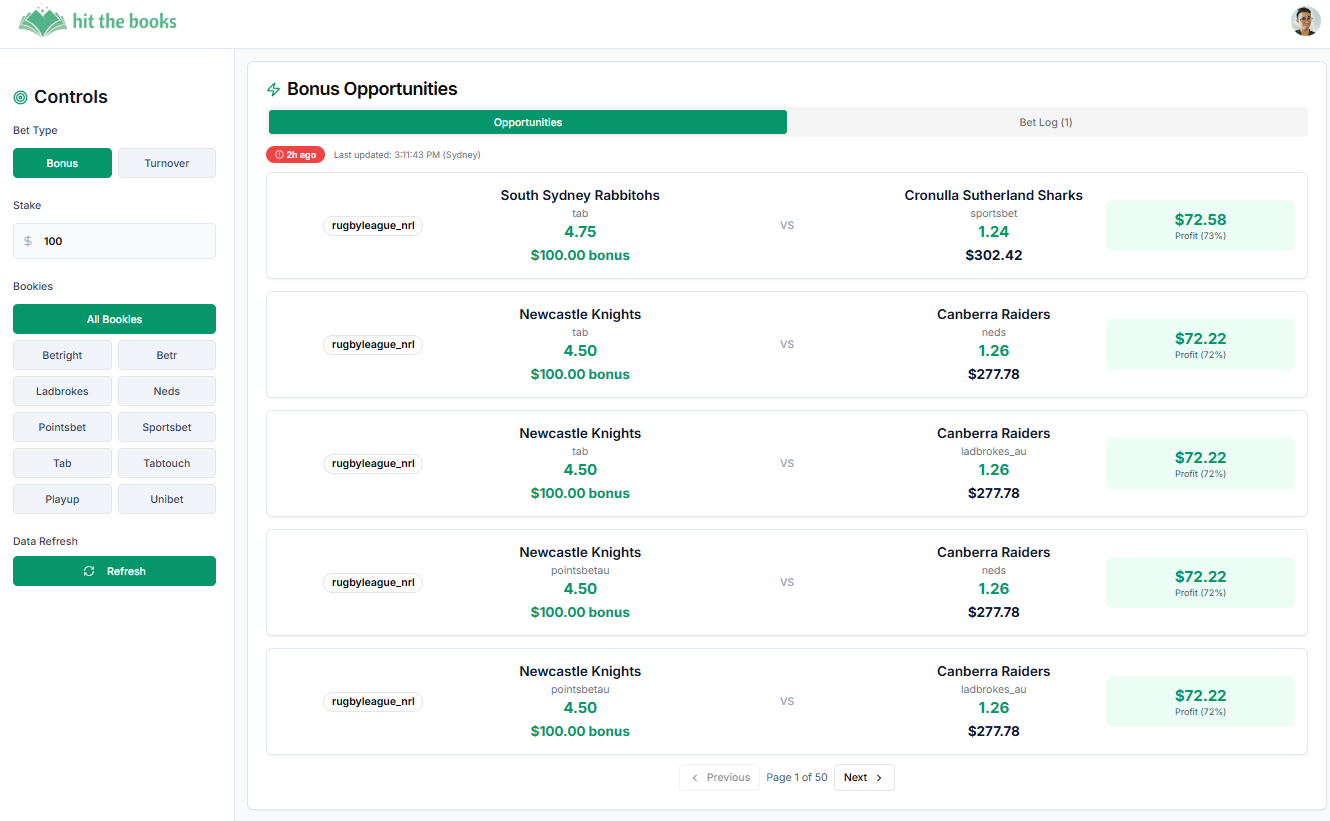 hit the books
Controls
Bet Type
Bonus
Turnover
Stake
$ 100
Bookies
All Bookies
Betright
Betr
Ladbrokes
Neds
Pointsbet
Sportsbet
Tab
Tabtouch
Playup
Unibet
Data Refresh
Refresh
Bonus Opportunities
Opportunities
Bet Log (1)
2h ago
Last updated: 3:11:43 PM (Sydney)
rugbyleague_nrl
South Sydney Rabbitohs
tab
4.75
$100.00 bonus
VS
Cronulla Sutherland Sharks
sportsbet
1.24
$302.42
$72.58
Profit (73%)
rugbyleague_nrl
Newcastle Knights
tab
4.50
$100.00 bonus
VS
Canberra Raiders
neds
1.26
$277.78
$72.22
Profit (72%)
rugbyleague_nrl
Newcastle Knights
tab
4.50
$100.00 bonus
VS
Canberra Raiders
ladbrokes_au
1.26
$277.78
$72.22
Profit (72%)
rugbyleague_nrl
Newcastle Knights
pointsbetau
4.50
$100.00 bonus
VS
Canberra Raiders
neds
1.26
$277.78
$72.22
Profit (72%)
rugbyleague_nrl
Newcastle Knights
pointsbetau
4.50
$100.00 bonus
VS
Canberra Raiders
ladbrokes_au
1.26
$277.78
$72.22
Profit (72%)
Previous
Page 1 of 50
Next